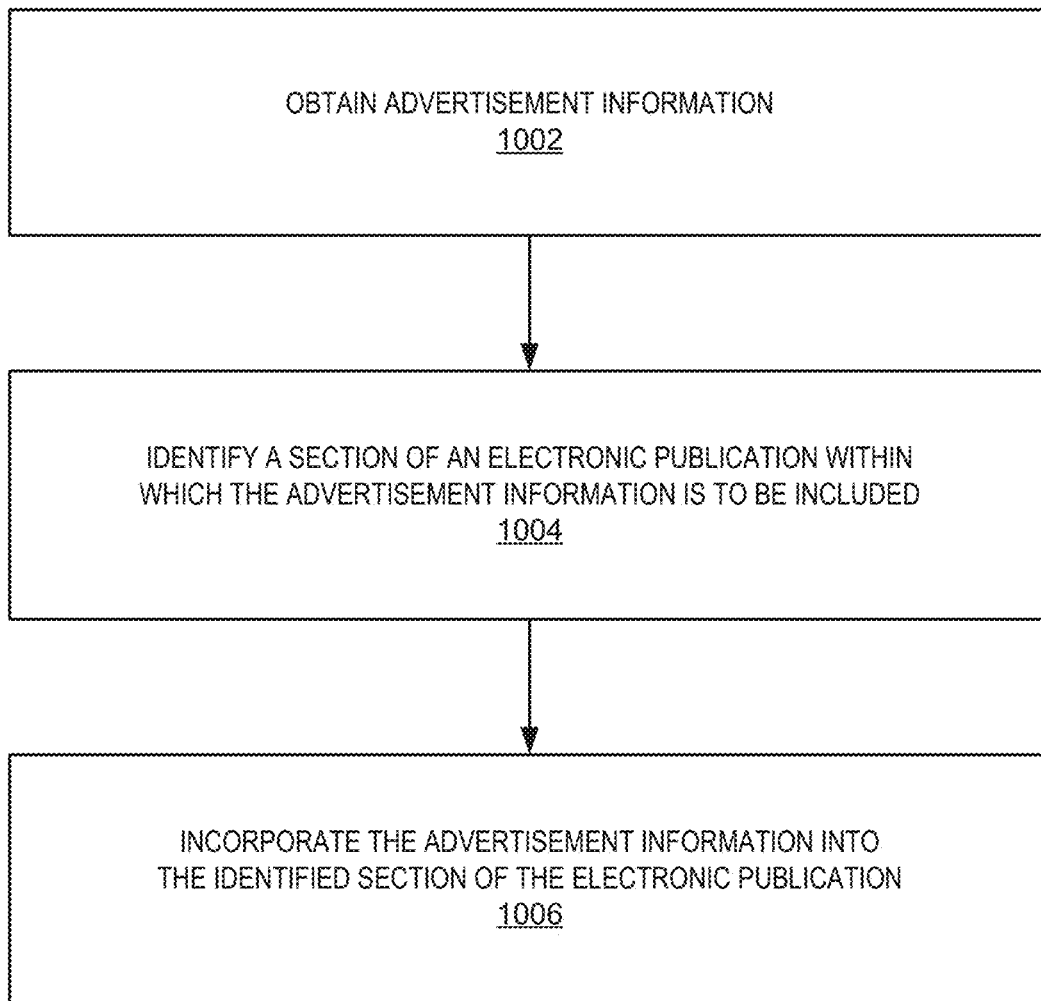 OBTAIN ADVERTISEMENT INFORMATION
1002
IDENTIFY A SECTION OF AN ELECTRONIC PUBLICATION WITHIN
WHICH THE ADVERTISEMENT INFORMATION IS TO BE INCLUDED
1004
INCORPORATE THE ADVERTISEMENT INFORMATION INTO
THE IDENTIFIED SECTION OF THE ELECTRONIC PUBLICATION
1006